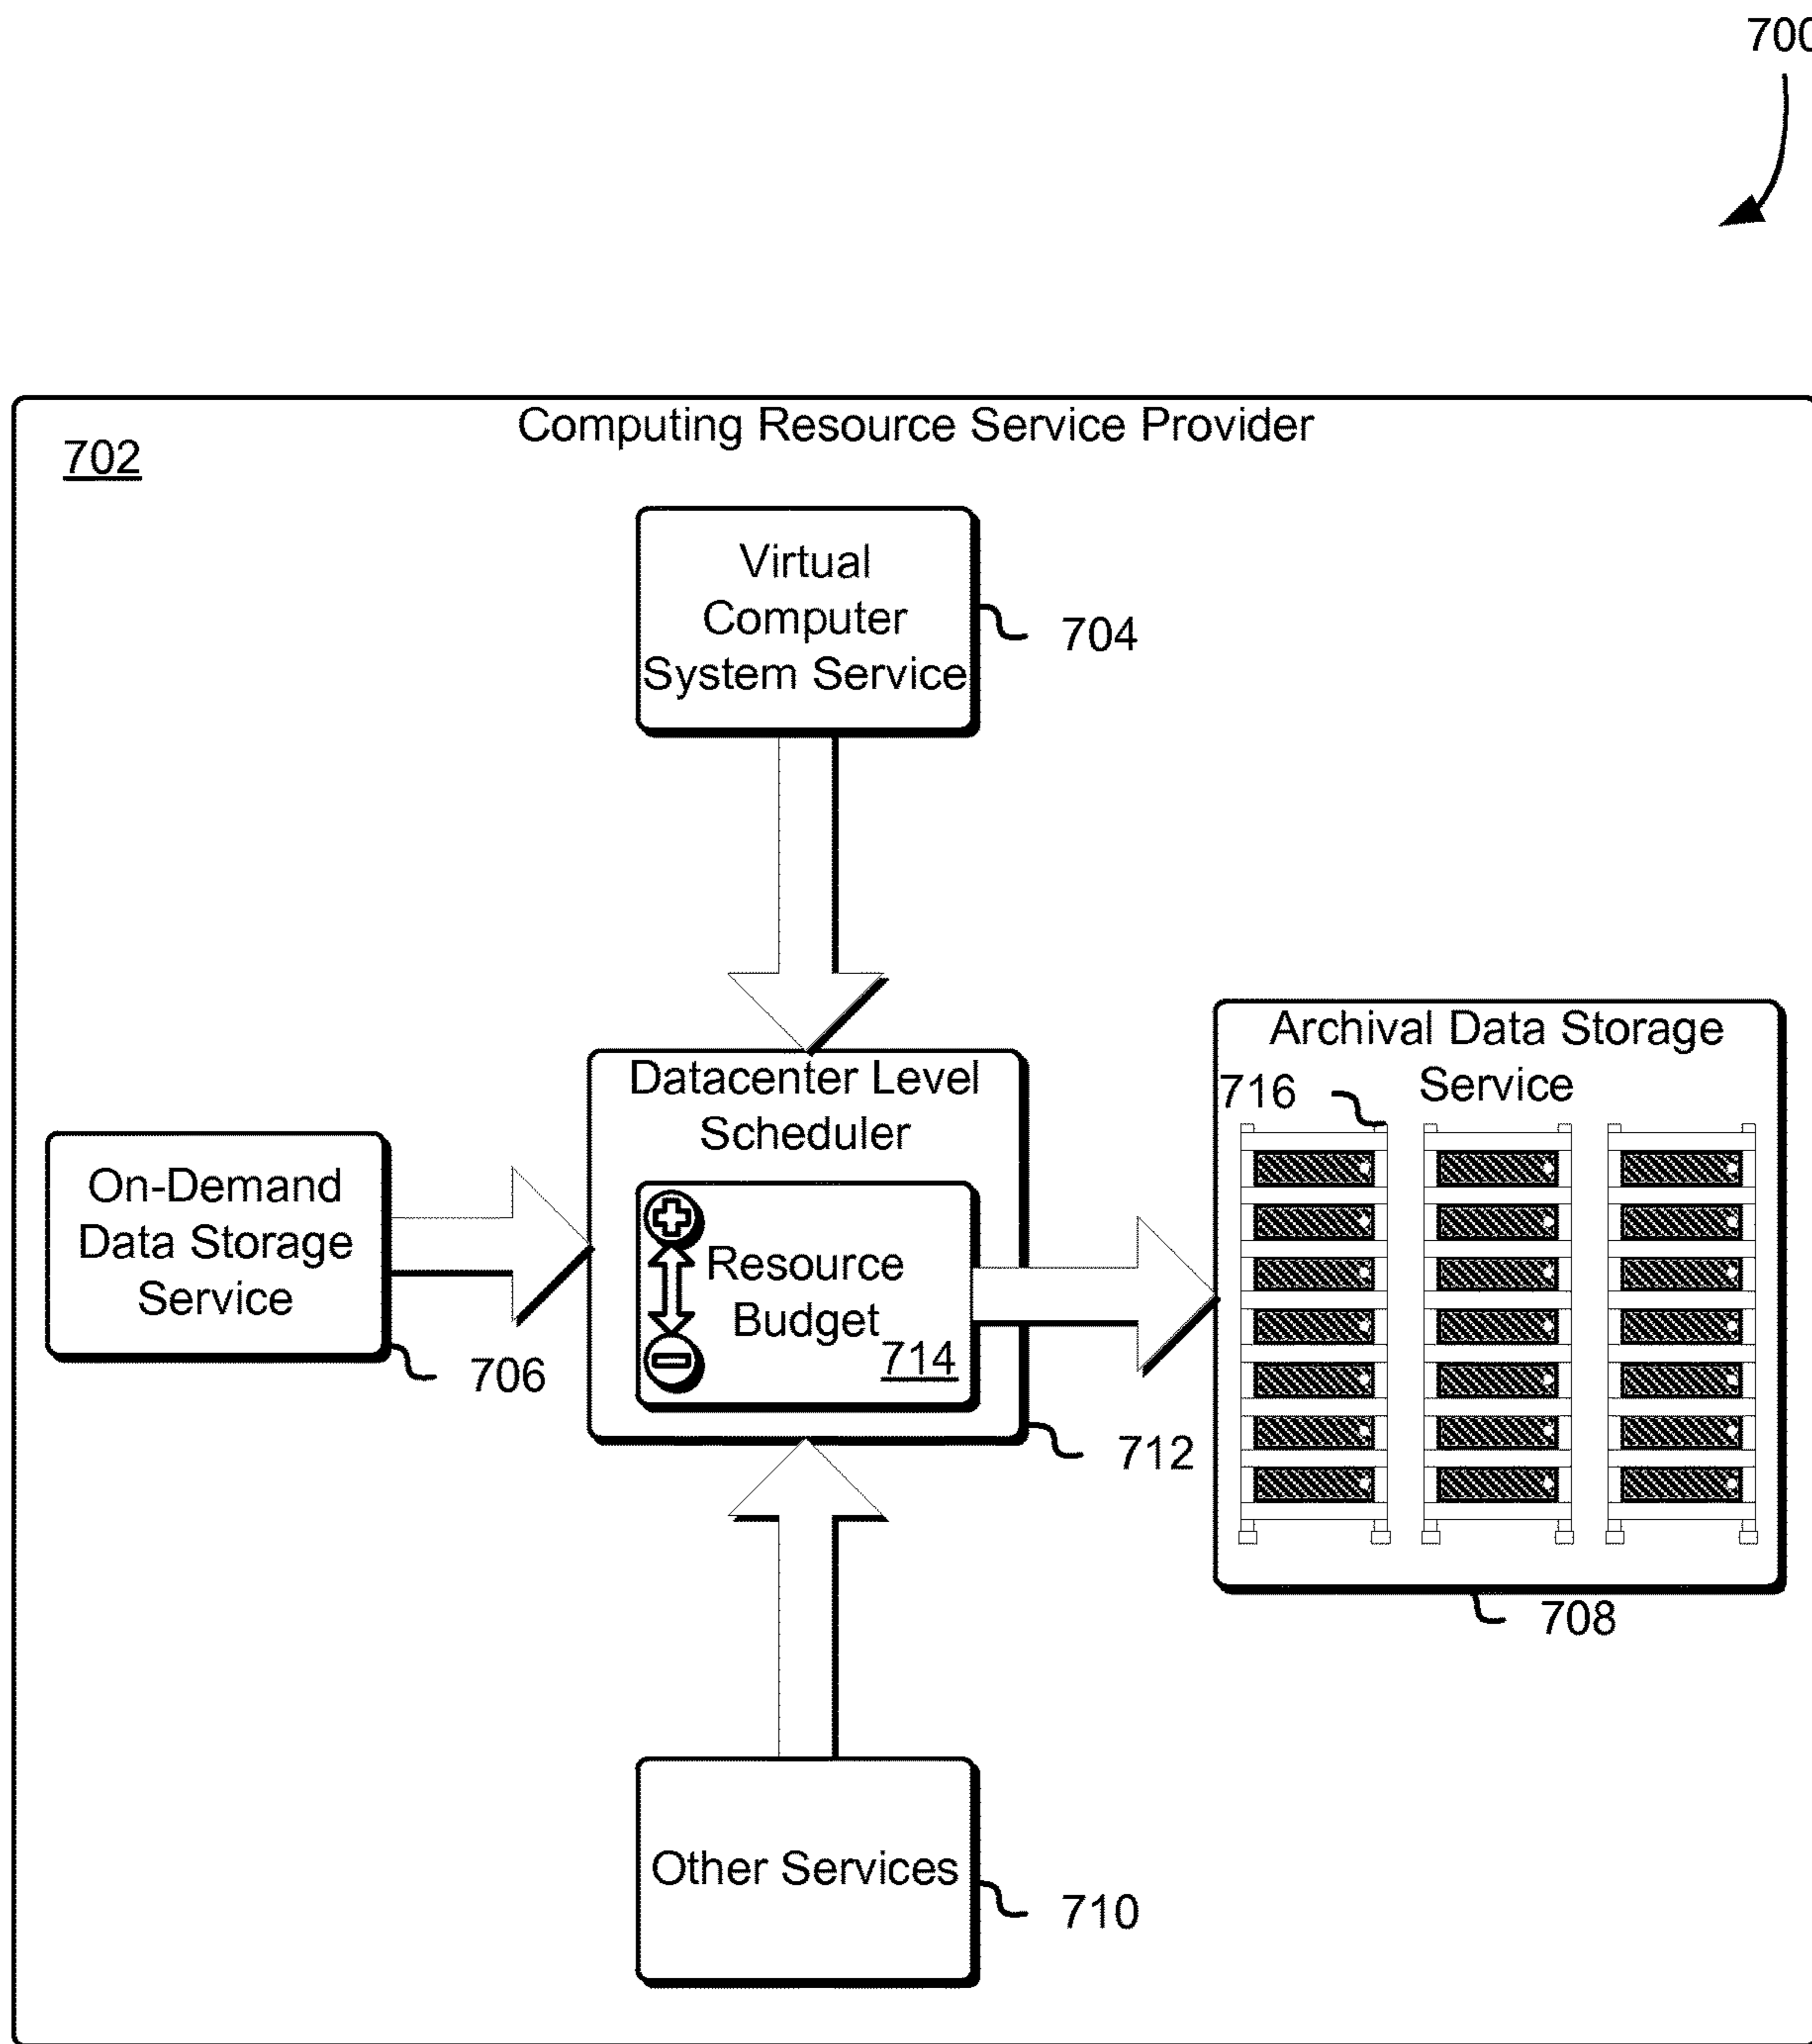 700
Computing Resource Service Provider
702
Virtual
Computer
System Service
704
Datacenter Level
Scheduler
Resource
Budget
714
712
On-Demand
Data Storage
Service
706
Archival Data Storage
Service
716
708
Other Services
710